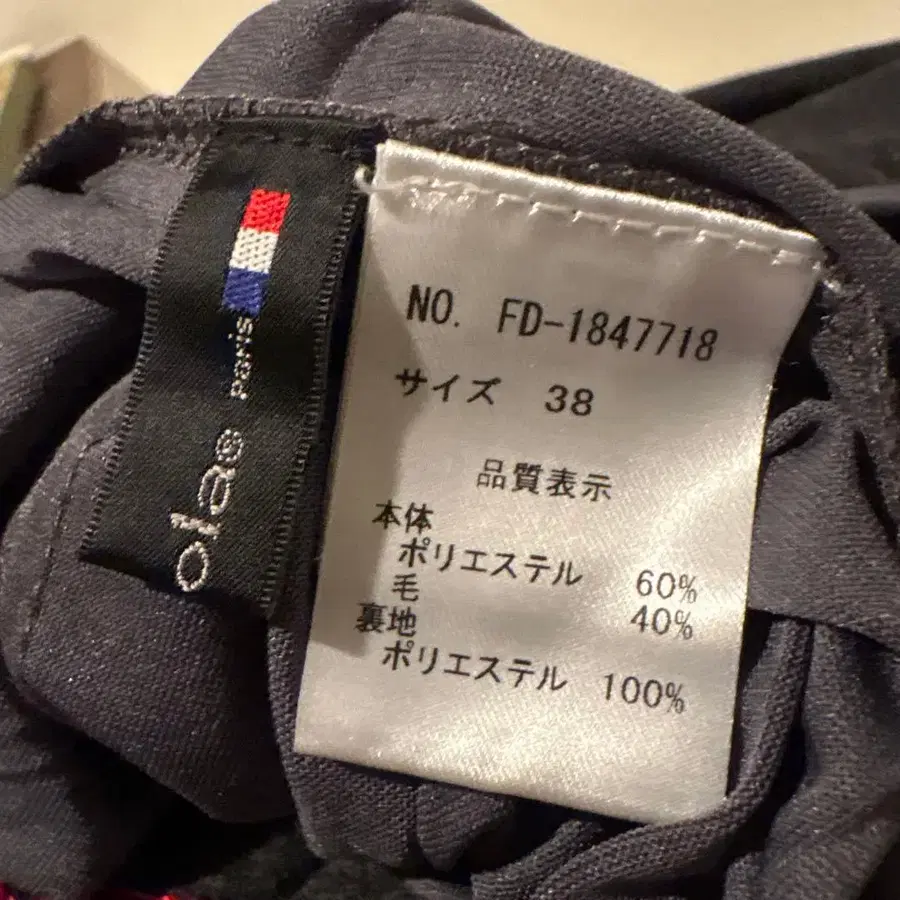 olae
PARIS
NO. FD-1847718
サイズ 38
品質表示
本体
ポリエステル 60%
毛 40%
裏地
ポリエステル 100%